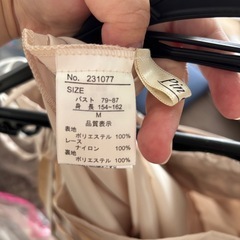 No. 231077
SIZE
バスト 79~87
身 長 154~162
M
品質表示
表地
ポリエステル 100%
レース
ナイロン 100%
裏地
ポリエステル 100%